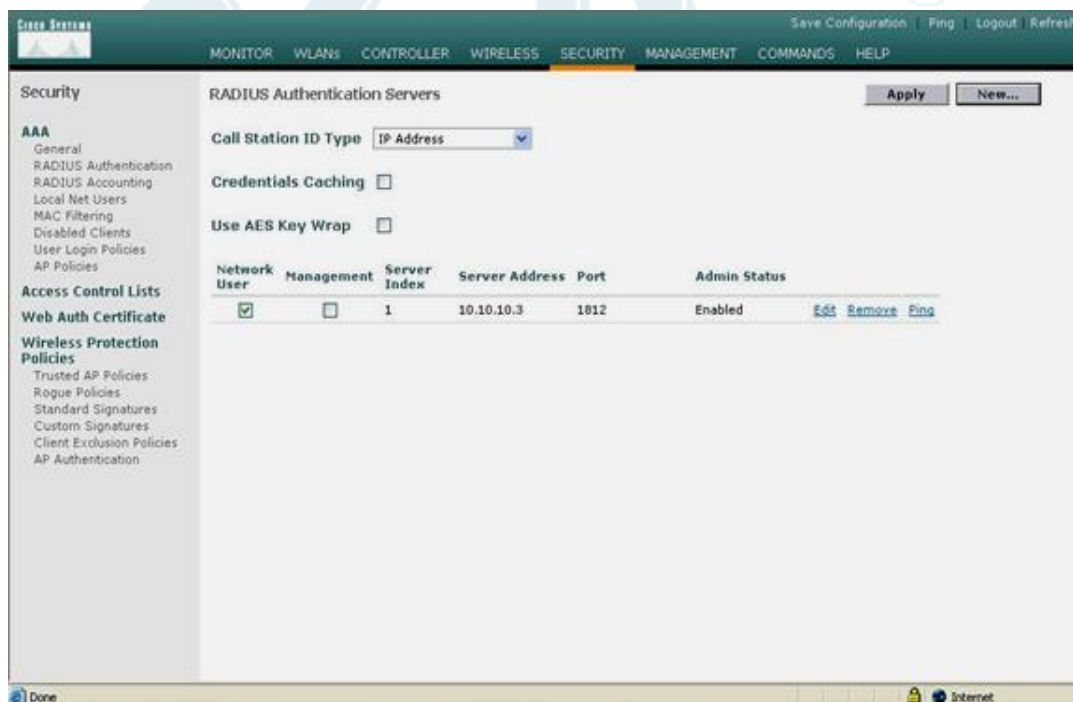 Cisco Systems
Save Configuration Ping Logout Refresh
MONITOR WLANs CONTROLLER WIRELESS SECURITY MANAGEMENT COMMANDS HELP
Security
AAA
General
RADIUS Authentication
RADIUS Accounting
Local Net Users
MAC Filtering
Disabled Clients
User Login Policies
AP Policies
Access Control Lists
Web Auth Certificate
Wireless Protection
Policies
Trusted AP Policies
Rogue Policies
Standard Signatures
Custom Signatures
Client Exclusion Policies
AP Authentication
RADIUS Authentication Servers
Apply New...
Call Station ID Type IP Address
Credentials Caching
Use AES Key Wrap
Network User Management Server Index Server Address Port Admin Status
1 10.10.10.3 1812 Enabled Edit Remove Ping
Done Internet